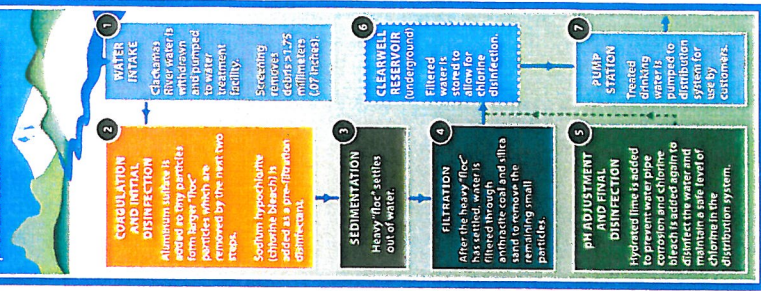 1
WATER
INTAKE
Clackamas
River water is
withdrawn
and pumped
to water
treatment
facility.
Screening
removes
debris >1.75
millimeters
(.07 inches).
2
COAGULATION
AND INITIAL
DISINFECTION
Aluminum surface is
added so tiny particles
form larger "floc"
particles which are
removed by the next two
steps.
Sodium hypochlorite
(chlorine bleach) is
added as a pre-filtration
disinfectant.
3
SEDIMENTATION
Heavy "floc" settles
out of water.
4
FILTRATION
After the heavy "floc"
has settled, water is
filtered through
anthracite coal and silica
sand to remove the
remaining small
particles.
5
pH ADJUSTMENT
AND FINAL
DISINFECTION
Hydrated lime is added
to prevent water pipe
corrosion and chlorine
bleach is added again to
disinfect the water and
maintain a safe level of
chlorine in the
distribution system.
6
CLEARWELL
RESERVOIR
(underground)
Filtered
water is
stored to
allow for
chlorine
disinfection.
7
PUMP
STATION
Treated
drinking
water is
pumped to
distribution
system for
use by
customers.